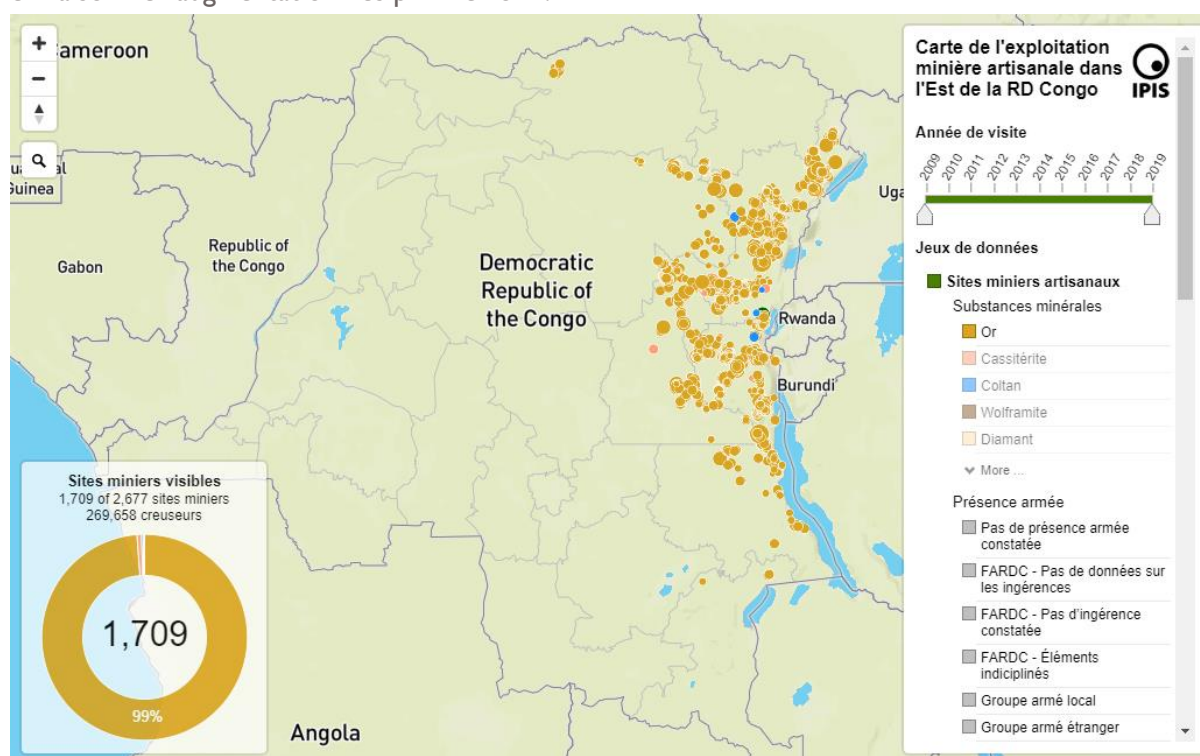 augmentation
ameroon
Guinea
Gabon
Republic of
the Congo
Democratic
Republic of
the Congo
Uga
Rwanda
Burundi
Angola
Sites miniers visibles
1,709 of 2,677 sites miniers
269,658 creuseurs
1,709
99%
Carte de l'exploitation
minière artisanale dans
l'Est de la RD Congo
IPIS
Année de visite
2009 2010 2011 2012 2013 2014 2015 2016 2017 2018 2019
Jeux de données
Sites miniers artisanaux
Substances minérales
Or
Cassitérite
Coltan
Wolframite
Diamant
More ...
Présence armée
Pas de présence armée
constatée
FARDC - Pas de données sur
les ingérences
FARDC - Pas d'ingérence
constatée
FARDC - Éléments
indiciplinés
Groupe armé local
Groupe armé étranger